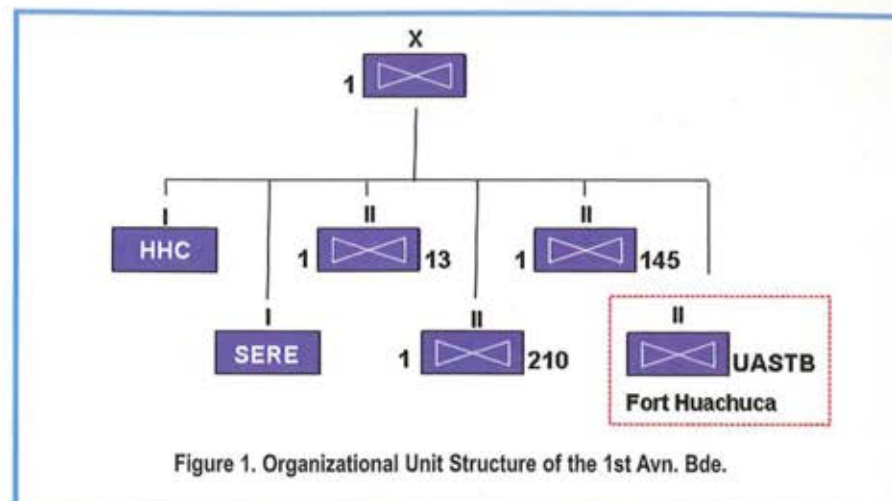 X
1
I
II
II
HHC
1 13
1 145
I
II
II
SERE
1 210
UASTB
Fort Huachuca
Figure 1. Organizational Unit Structure of the 1st Avn. Bde.